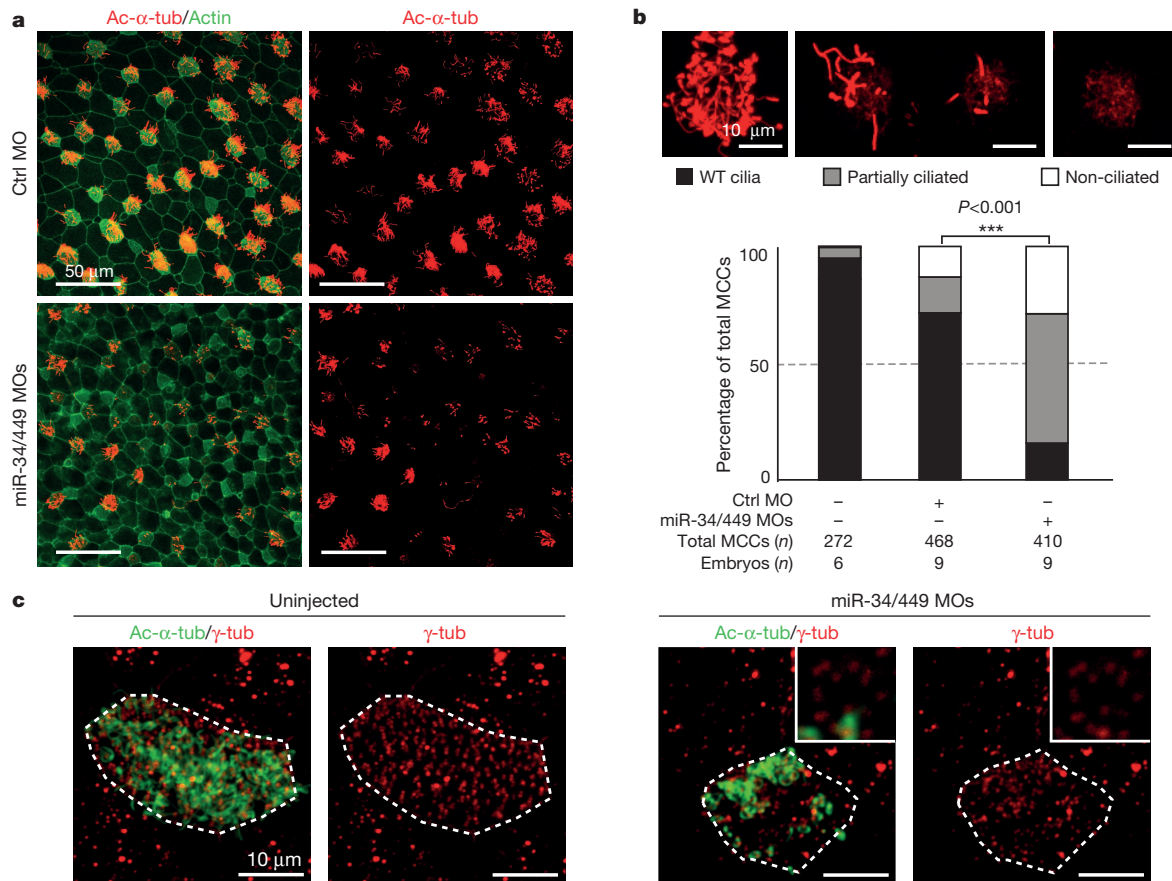 a
Ac-α-tub/Actin
Ac-α-tub
Ctrl MO
50 μm
miR-34/449 MOs
b
10 μm
WT cilia
Partially ciliated
Non-ciliated
P<0.001
***
Percentage of total MCCs
100
50
0
Ctrl MO – + –
miR-34/449 MOs – – +
Total MCCs (n) 272 468 410
Embryos (n) 6 9 9
c
Uninjected
Ac-α-tub/γ-tub
γ-tub
10 μm
miR-34/449 MOs
Ac-α-tub/γ-tub
γ-tub